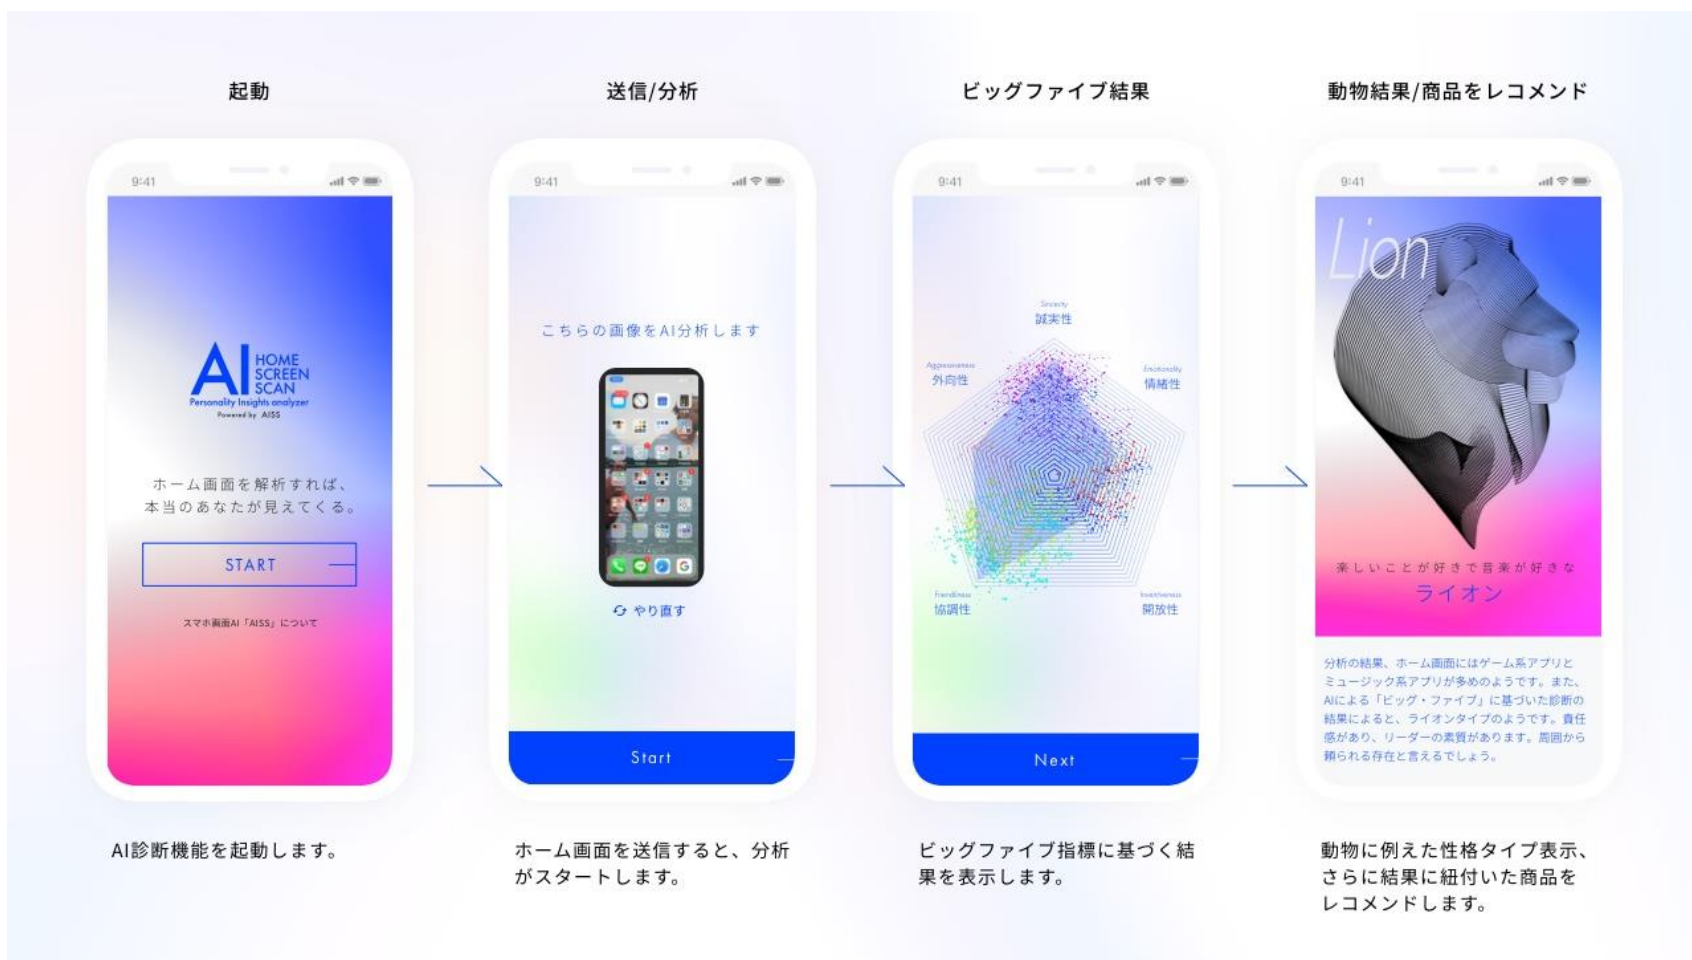 起動
9:41
AI HOME
SCREEN
SCAN
Personality Insights analyzer
Powered by AISS
ホーム画面を解析すれば、
本当のあなたが見えてくる。
START
スマホ画面AI「AISS」について
AI診断機能を起動します。
送信/分析
9:41
こちらの画像をAI分析します
やり直す
Start
ホーム画面を送信すると、分析
がスタートします。
ビッグファイブ結果
9:41
Sincerity
誠実性
外向性
Emotionality
情緒性
Friendliness
協調性
Inventiveness
開放性
Next
ビッグファイブ指標に基づく結
果を表示します。
動物結果/商品をレコメンド
9:41
Lion
楽しいことが好きで音楽が好きな
ライオン
分析の結果、ホーム画面にはゲーム系アプリと
ミュージック系アプリが多めのようです。また、
AIによる「ビッグ・ファイブ」に基づいた診断の
結果によると、ライオンタイプのようです。責任
感があり、リーダーの素質があります。周囲から
頼られる存在と言えるでしょう。
動物に例えた性格タイプ表示、
さらに結果に紐付いた商品を
レコメンドします。